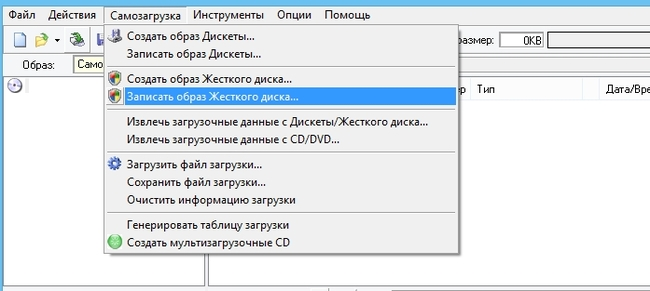 Файл Действия Самозагрузка Инструменты Опции Помощь
размер: 0KB
Образ: Само
Тип Дата/Вре
Создать образ Дискеты...
Записать образ Дискеты...
Создать образ Жесткого диска...
Записать образ Жесткого диска...
Извлечь загрузочные данные с Дискеты/Жесткого диска...
Извлечь загрузочные данные с CD/DVD...
Загрузить файл загрузки...
Сохранить файл загрузки...
Очистить информацию загрузки
Генерировать таблицу загрузки
Создать мультизагрузочные CD